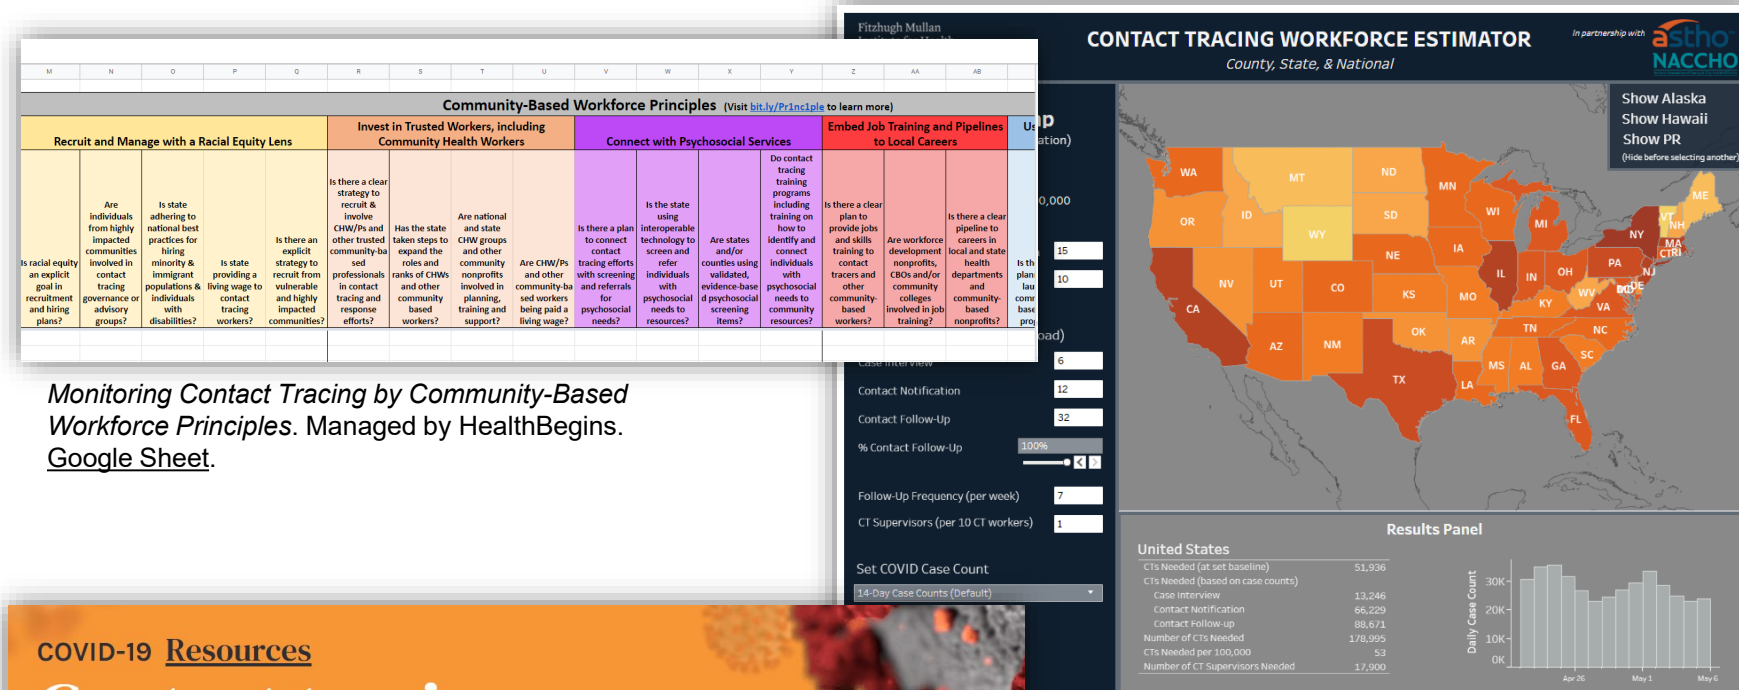 M N O P Q R S T U V W X Y Z AA AB
Community-Based Workforce Principles (Visit bit.ly/Pr1nc1ple to learn more)
Recruit and Manage with a Racial Equity Lens
Invest in Trusted Workers, including
Community Health Workers
Connect with Psychosocial Services
Embed Job Training and Pipelines
to Local Careers
Is racial equity
an explicit
goal in
recruitment
and hiring
plans?
Are
individuals
from highly
impacted
communities
involved in
contact
tracing
governance or
advisory
groups?
Is state
adhering to
national best
practices for
hiring
minority &
immigrant
populations &
individuals
with
disabilities?
Is state
providing a
living wage to
contact
tracing
workers?
Is there an
explicit
strategy to
recruit from
vulnerable
and highly
impacted
communities?
Is there a clear
strategy to
recruit &
involve
CHW/Ps and
other trusted
community-ba
sed
professionals
in contact
tracing and
response
efforts?
Has the state
taken steps to
expand the
roles and
ranks of CHWs
and other
community
based
workers?
Are national
and state
CHW groups
and other
community
nonprofits
involved in
planning,
training and
support?
Are CHW/Ps
and other
community-ba
sed workers
being paid a
living wage?
Is there a plan
to connect
contact
tracing efforts
with screening
and referrals
for
psychosocial
needs?
Is the state
using
interoperable
technology to
screen and
refer
individuals
with
psychosocial
needs to
resources?
Are states
and/or
counties using
validated,
evidence-base
d psychosocial
screening
items?
Do contact
tracing
training
programs
including
training on
how to
identify and
connect
individuals
with
psychosocial
needs to
community
resources?
Is there a clear
plan to
provide jobs
and skills
training to
contact
tracers and
other
community-
based
workers?
Are workforce
development
nonprofits,
CBOs and/or
community
colleges
involved in job
training?
Is there a clear
pipeline to
careers in
local and state
health
departments
and
community-
based
nonprofits?
Monitoring Contact Tracing by Community-Based
Workforce Principles. Managed by HealthBegins.
Google Sheet.
COVID-19 Resources
Fitzhugh Mullan
CONTACT TRACING WORKFORCE ESTIMATOR
County, State, & National
In partnership with
astho
NACCHO
ation)
0,000
15
10
oad)
Case Interview 6
Contact Notification 12
Contact Follow-Up 32
% Contact Follow-Up 100%
Follow-Up Frequency (per week) 7
CT Supervisors (per 10 CT workers) 1
Set COVID Case Count
14-Day Case Counts (Default)
Show Alaska
Show Hawaii
Show PR
(Hide before selecting another)
WA MT ND MN ME
OR ID SD WI MI VT NH
WY NY MA
IA CT RI
NE PA NJ
NV UT IL IN OH DE
CO WV
CA KS MO KY VA
AZ NM OK AR TN NC
MS AL GA SC
TX LA
FL
Results Panel
United States
CTs Needed (at set baseline) 51,936
CTs Needed (based on case counts)
Case Interview 13,246
Contact Notification 66,229
Contact Follow-up 88,671
Number of CTs Needed 178,995
CTs Needed per 100,000 53
Number of CT Supervisors Needed 17,900
Daily Case Count
30K
20K
10K
0K
Apr 26 May 1 May 6